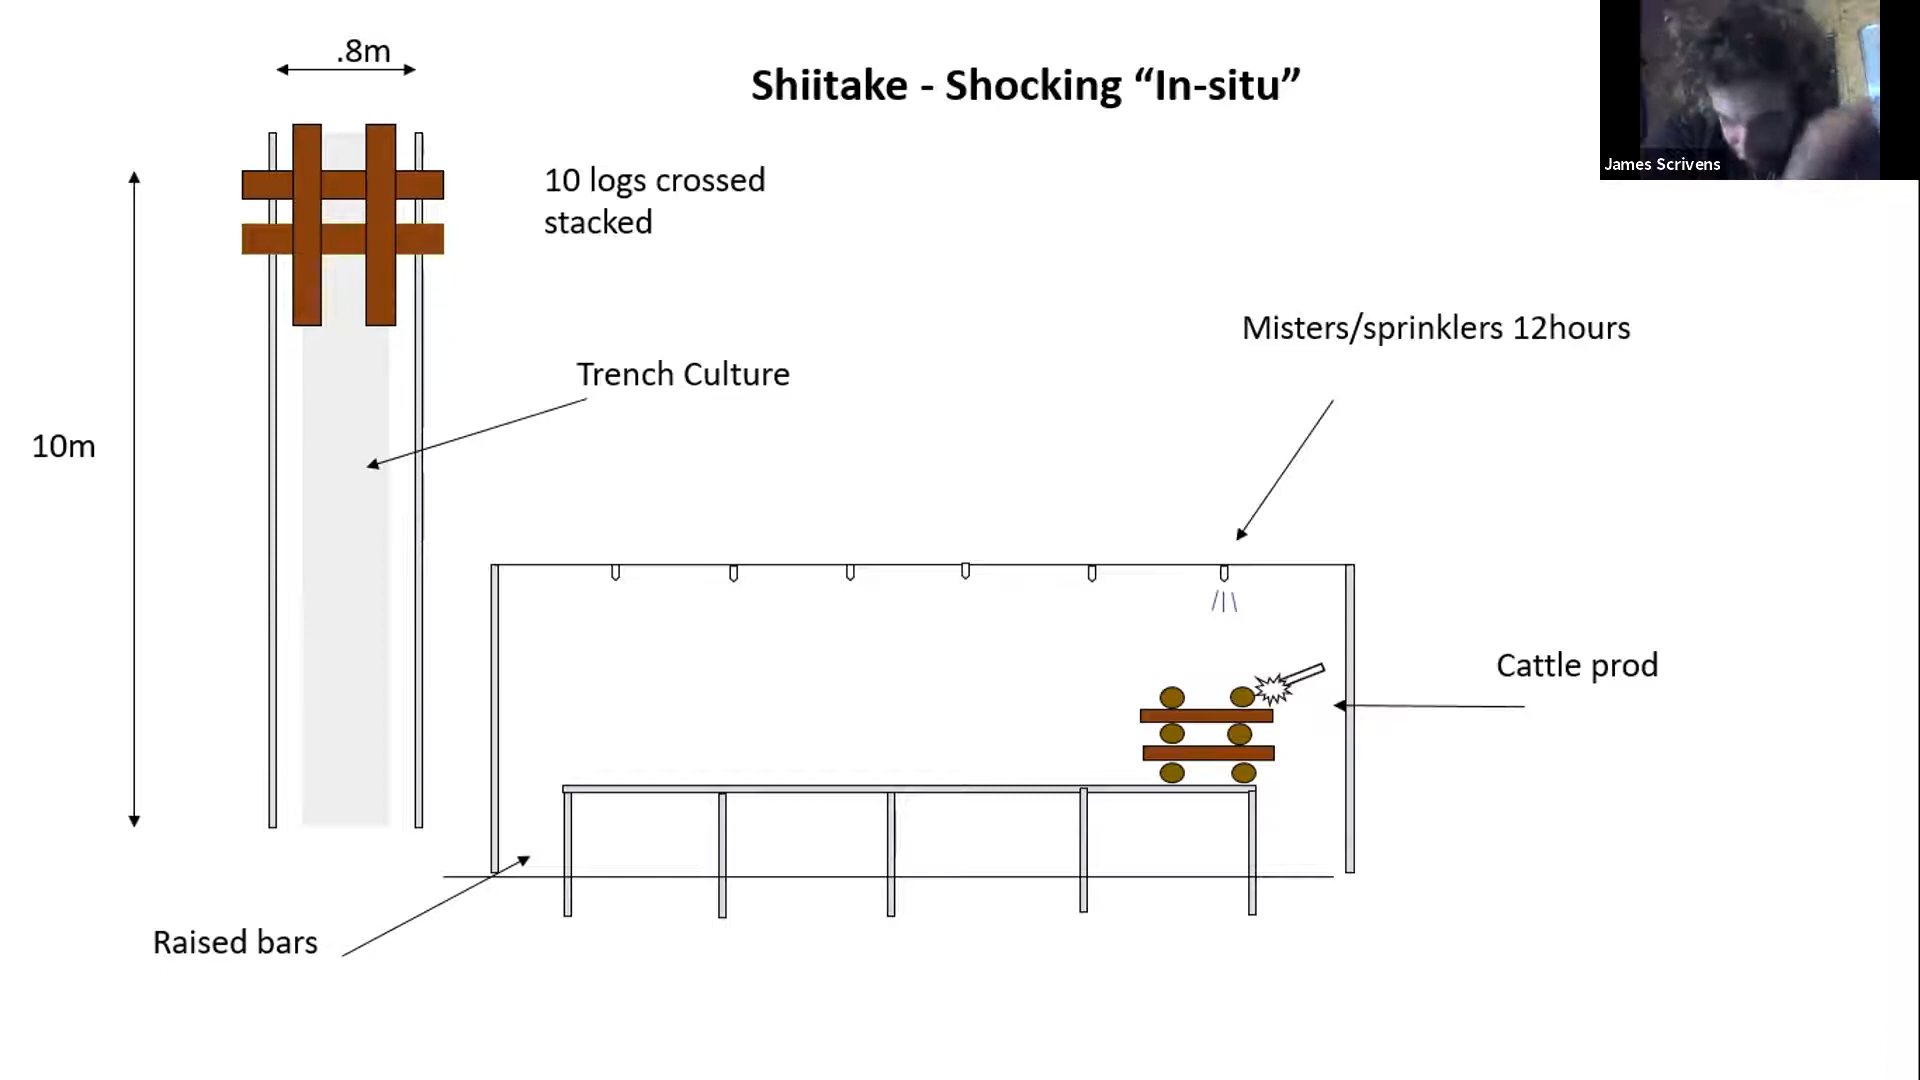 .8m
Shiitake - Shocking “In-situ”
James Scrivens
10 logs crossed
stacked
Misters/sprinklers 12hours
Trench Culture
10m
Cattle prod
Raised bars